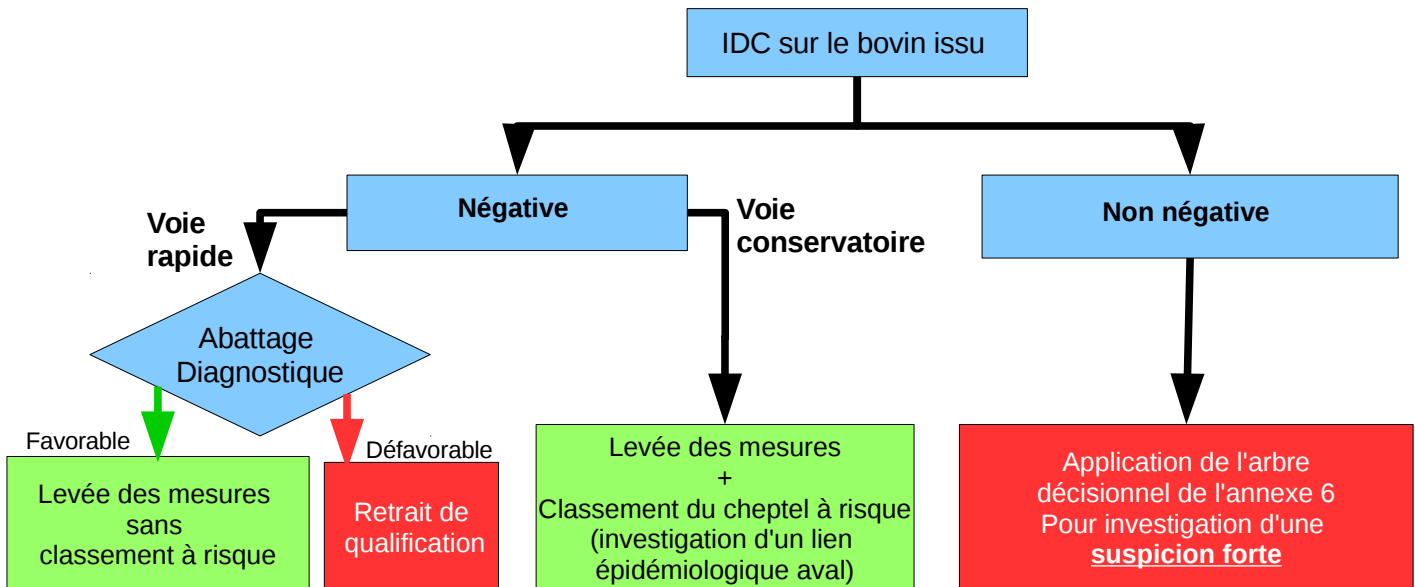 IDC sur le bovin issu
Négative
Non négative
Voie
rapide
Voie
conservatoire
Abattage
Diagnostique
Favorable
Défavorable
Levée des mesures
sans
classement à risque
Retrait de
qualification
Levée des mesures
+
Classement du cheptel à risque
(investigation d'un lien
épidémiologique aval)
Application de l'arbre
décisionnel de l'annexe 6
Pour investigation d'une
suspicion forte